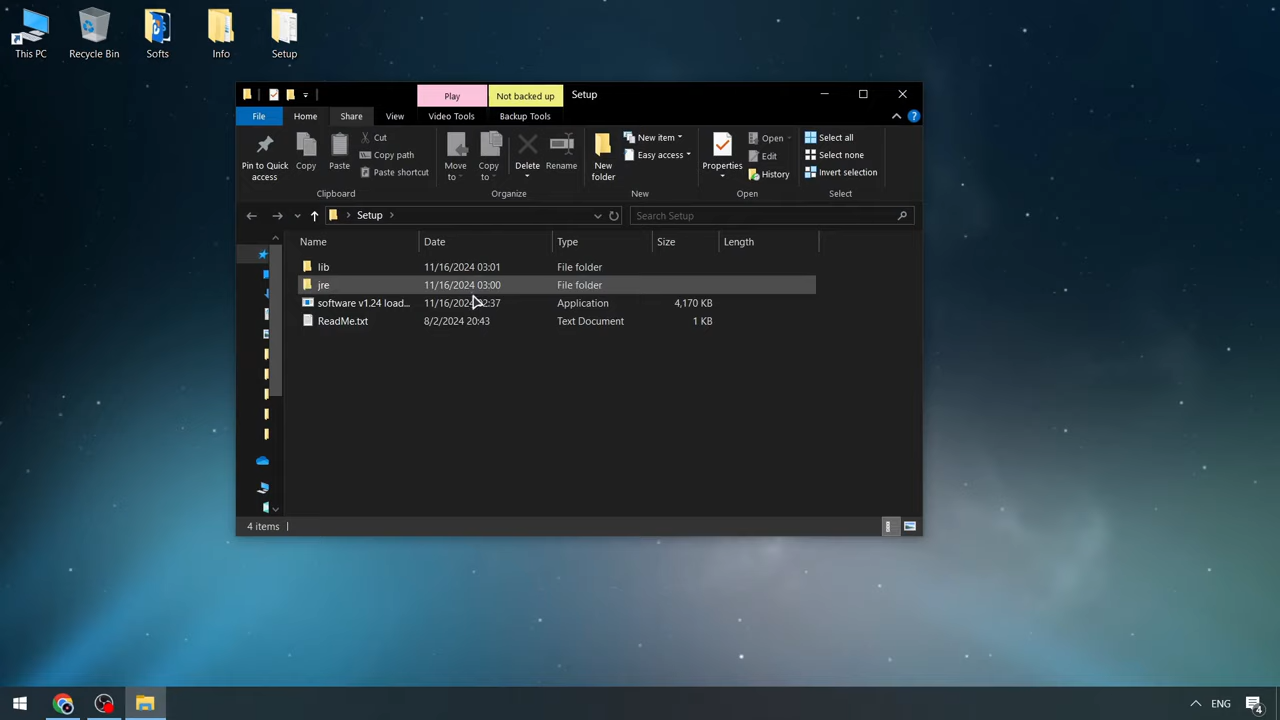 This PC
Recycle Bin
Softs
Info
Setup
Play
Not backed up
Setup
File
Home
Share
View
Video Tools
Backup Tools
Pin to Quick
access
Copy
Paste
Cut
Copy path
Paste shortcut
Move
to
Copy
to
Delete
Rename
New
folder
New item
Easy access
Properties
Open
Edit
History
Select all
Select none
Invert selection
Clipboard
Organize
New
Open
Select
Setup
Search Setup
Name Date Type Size Length
lib 11/16/2024 03:01 File folder
jre 11/16/2024 03:00 File folder
software v1.24 load... 11/16/2024 Application 4,170 KB
ReadMe.txt 8/2/2024 20:43 Text Document 1 KB
4 items
ENG
4